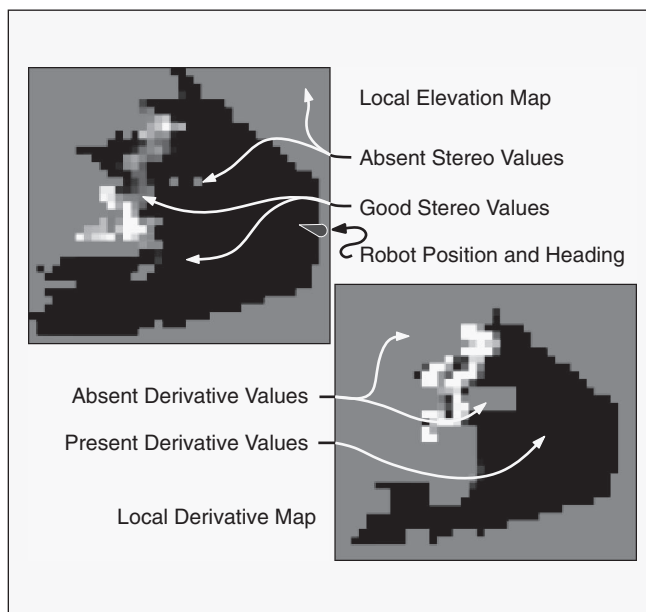 Local Elevation Map
Absent Stereo Values
Good Stereo Values
Robot Position and Heading
Absent Derivative Values
Present Derivative Values
Local Derivative Map